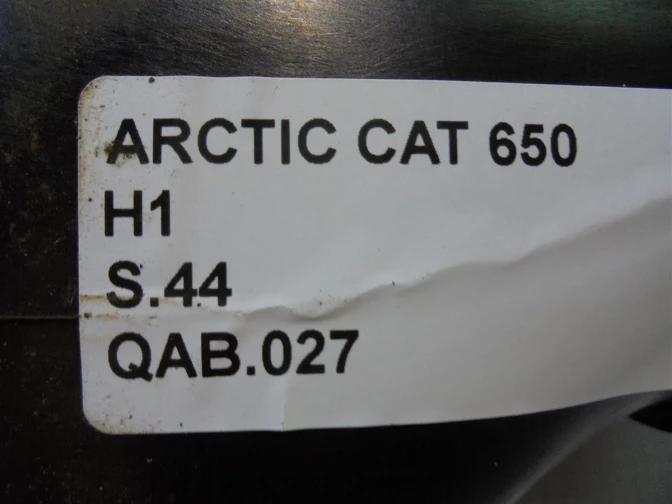 ARCTIC CAT 650
H1
S.44
QAB.027